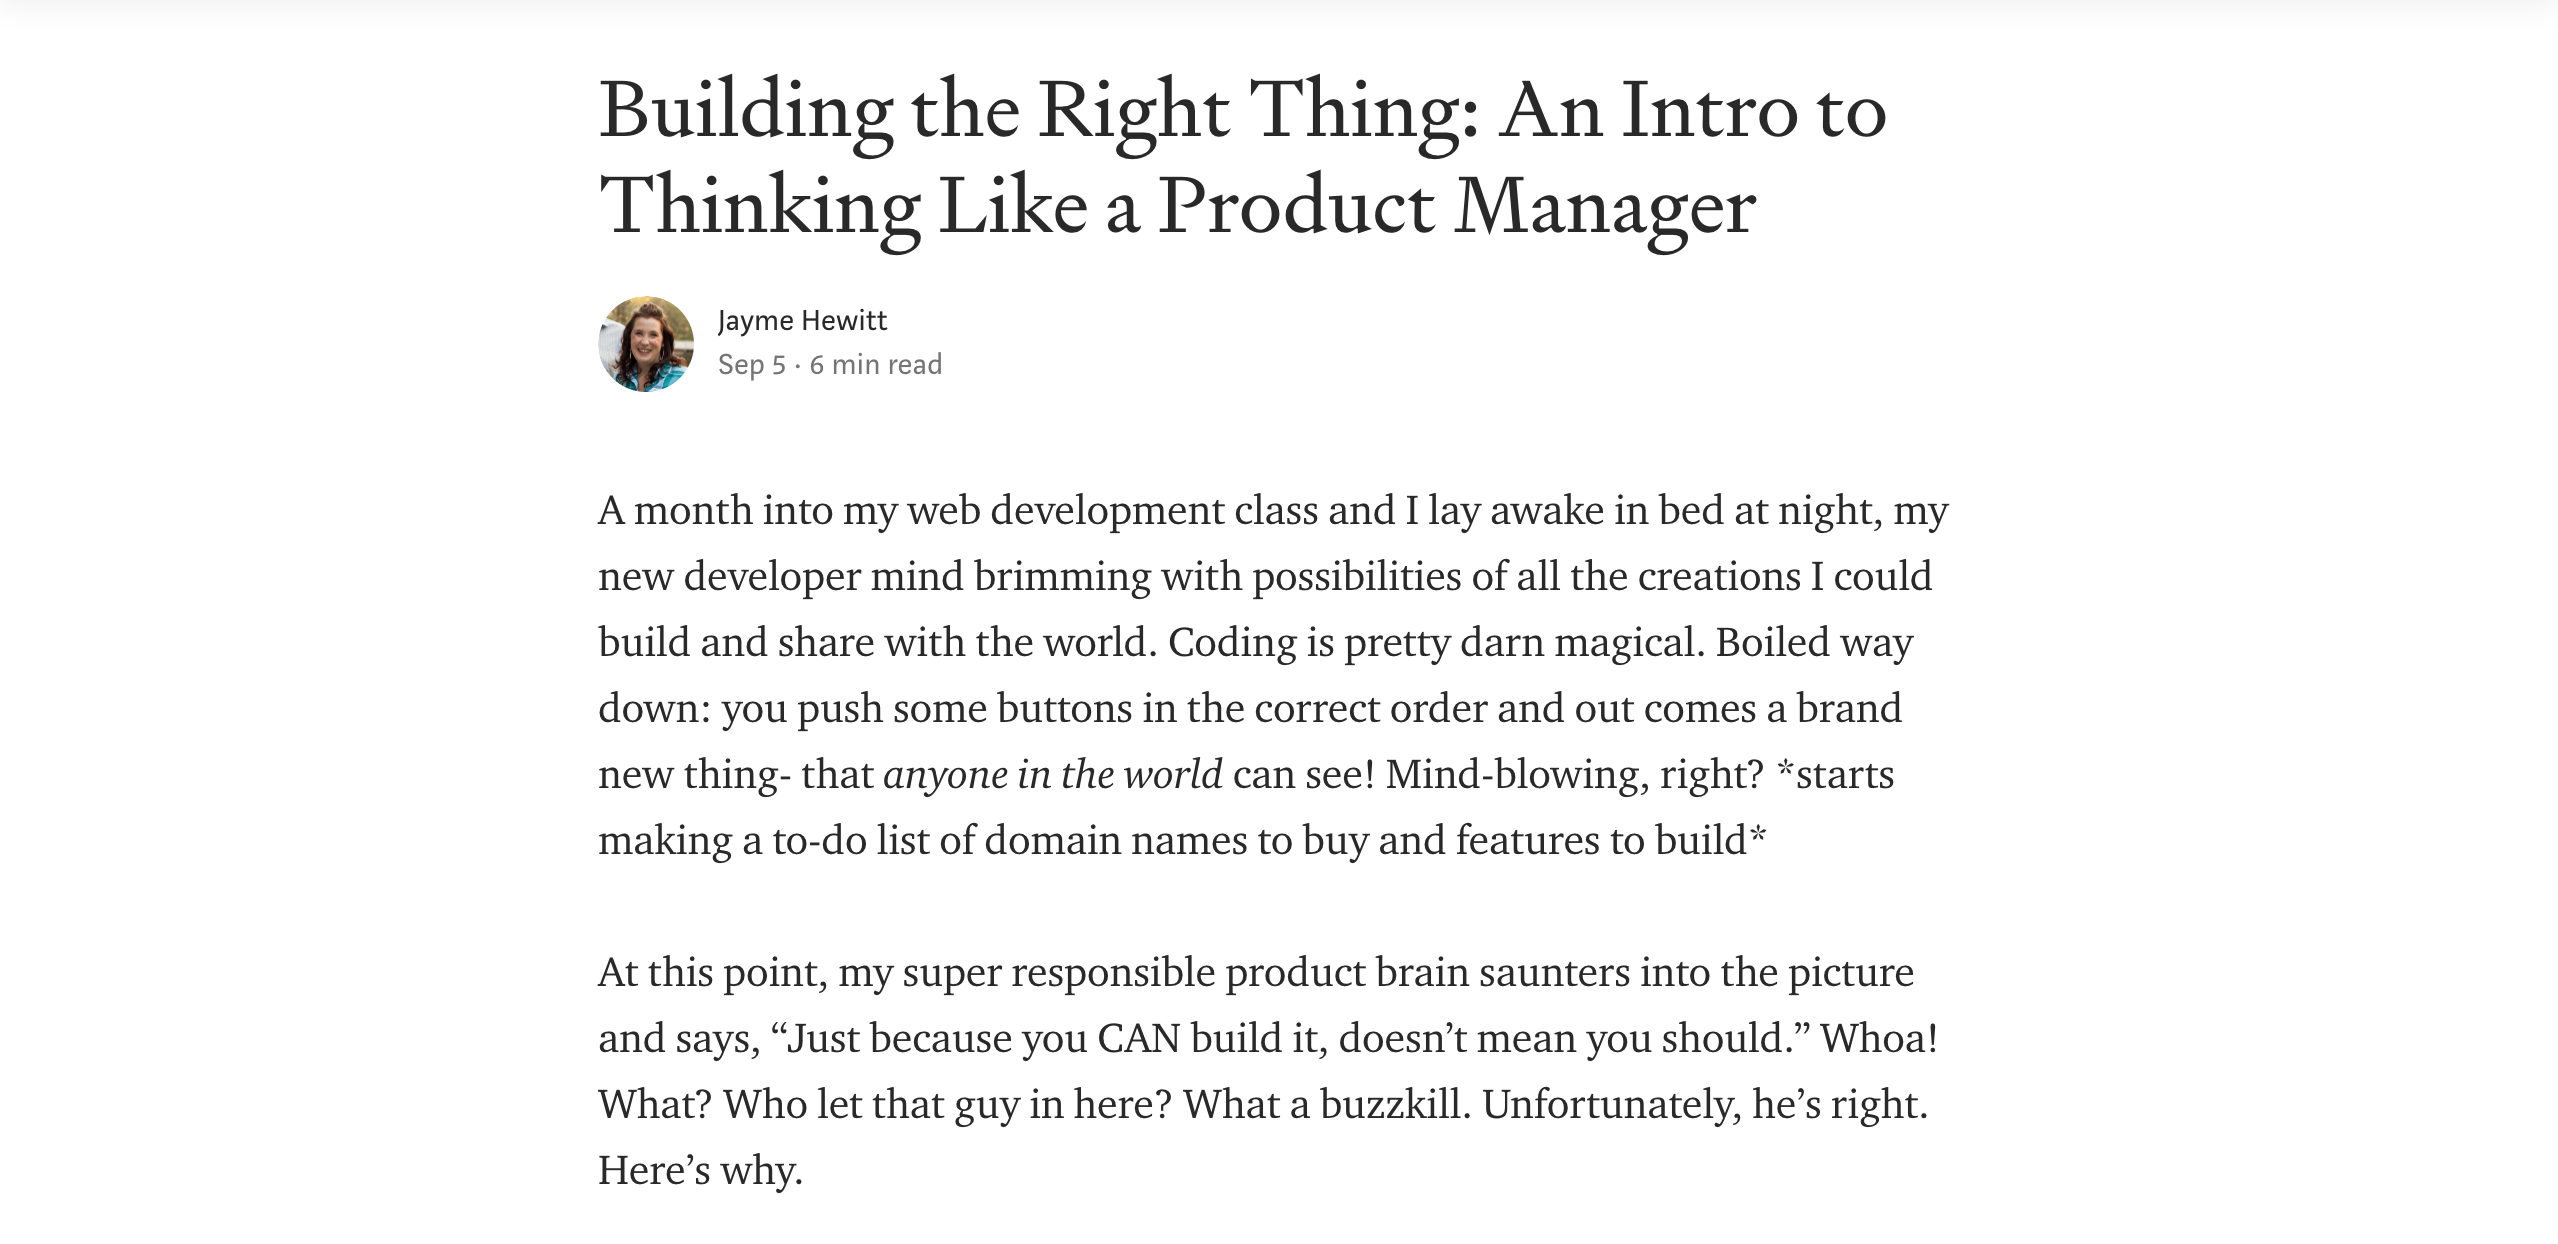 Building the Right Thing: An Intro to
Thinking Like a Product Manager
Jayme Hewitt
Sep 5 · 6 min read
A month into my web development class and I lay awake in bed at night, my
new developer mind brimming with possibilities of all the creations I could
build and share with the world. Coding is pretty darn magical. Boiled way
down: you push some buttons in the correct order and out comes a brand
new thing- that anyone in the world can see! Mind-blowing, right? *starts
making a to-do list of domain names to buy and features to build*
At this point, my super responsible product brain saunters into the picture
and says, “Just because you CAN build it, doesn’t mean you should.” Whoa!
What? Who let that guy in here? What a buzzkill. Unfortunately, he’s right.
Here’s why.